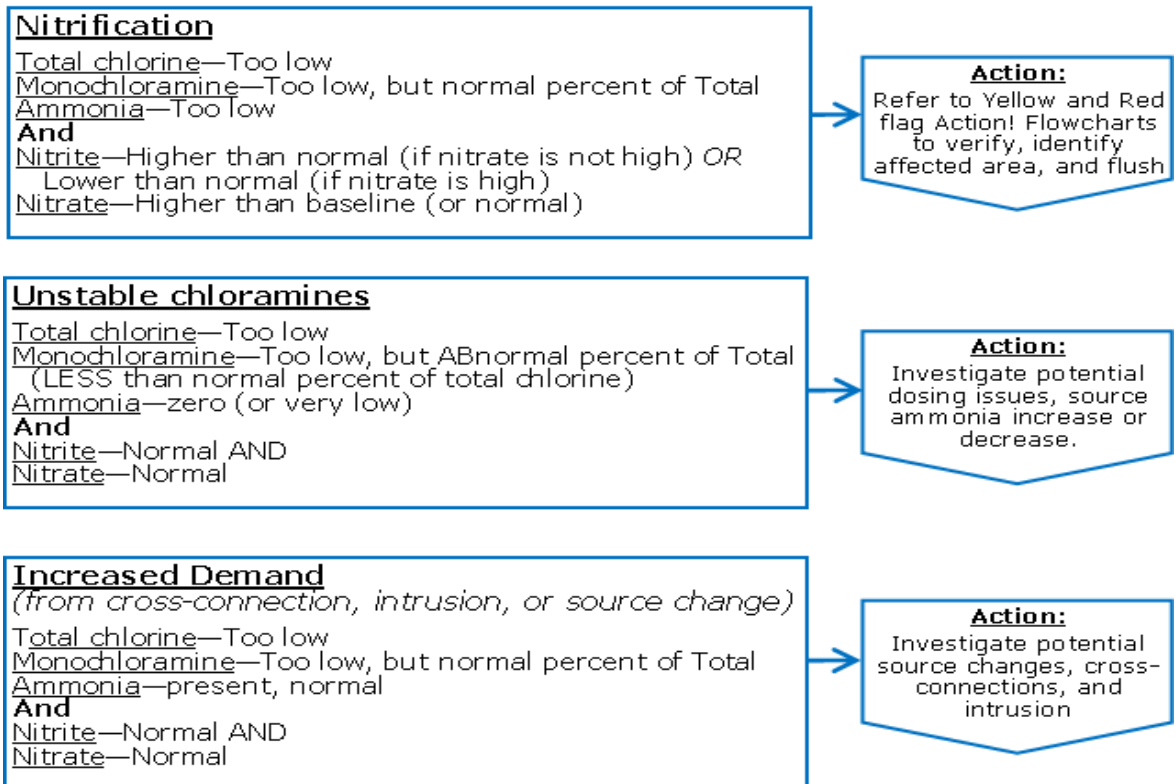 Nitrification
Total chlorine—Too low
Monochloramine—Too low, but normal percent of Total
Ammonia—Too low
And
Nitrite—Higher than normal (if nitrate is not high) OR
Lower than normal (if nitrate is high)
Nitrate—Higher than baseline (or normal)
Action:
Refer to Yellow and Red
flag Action! Flowcharts
to verify, identify
affected area, and flush
Unstable chloramines
Total chlorine—Too low
Monochloramine—Too low, but ABnormal percent of Total
(LESS than normal percent of total chlorine)
Ammonia—zero (or very low)
And
Nitrite—Normal AND
Nitrate—Normal
Action:
Investigate potential
dosing issues, source
ammonia increase or
decrease.
Increased Demand
(from cross-connection, intrusion, or source change)
Total chlorine—Too low
Monochloramine—Too low, but normal percent of Total
Ammonia—present, normal
And
Nitrite—Normal AND
Nitrate—Normal
Action:
Investigate potential
source changes, cross-
connections, and
intrusion